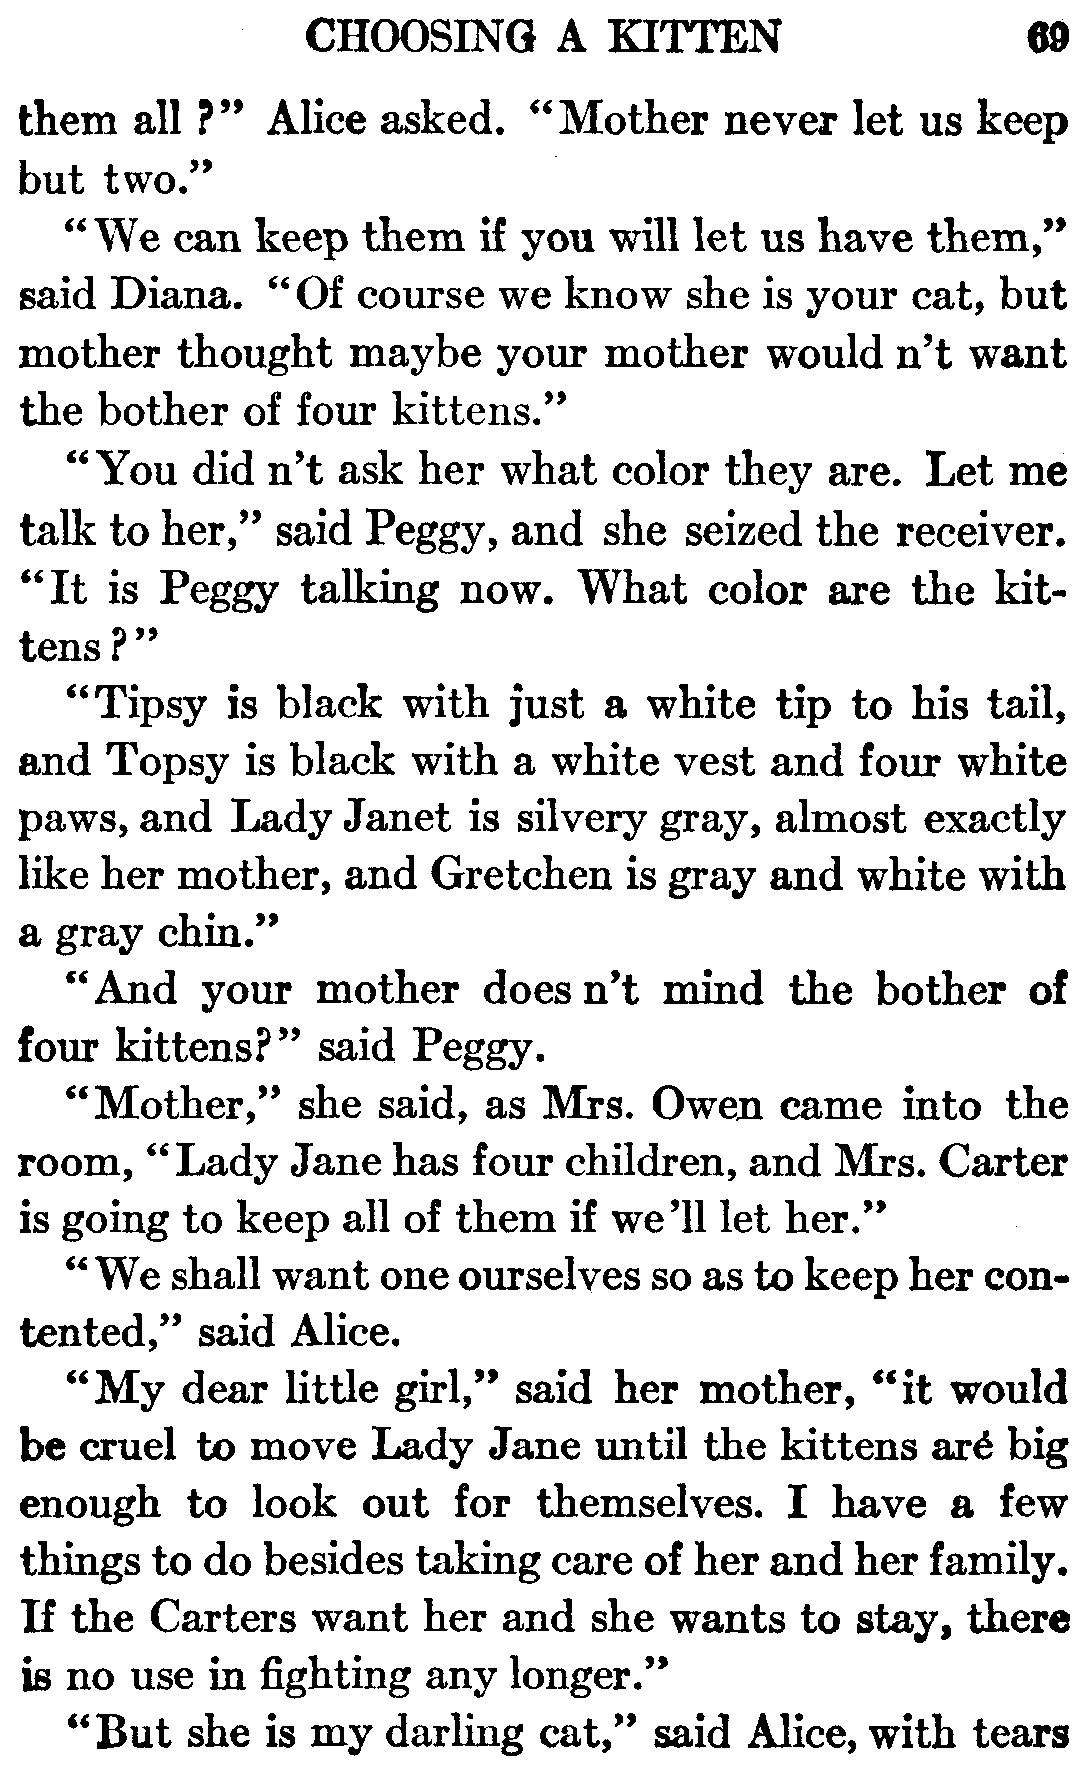 CHOOSING A KITTEN 69
them all ?" Alice asked. "Mother never let us keep
but two."
"We can keep them if you will let us have them,"
said Diana. "Of course we know she is your cat, but
mother thought maybe your mother would n't want
the bother of four kittens."
"You did n't ask her what color they are. Let me
talk to her," said Peggy, and she seized the receiver.
"It is Peggy talking now. What color are the kit-
tens ?"
"Tipsy is black with just a white tip to his tail,
and Topsy is black with a white vest and four white
paws, and Lady Janet is silvery gray, almost exactly
like her mother, and Gretchen is gray and white with
a gray chin."
"And your mother does n't mind the bother of
four kittens?" said Peggy.
"Mother," she said, as Mrs. Owen came into the
room, "Lady Jane has four children, and Mrs. Carter
is going to keep all of them if we 'll let her."
"We shall want one ourselves so as to keep her con-
tented," said Alice.
"My dear little girl," said her mother, "it would
be cruel to move Lady Jane until the kittens are big
enough to look out for themselves. I have a few
things to do besides taking care of her and her family.
If the Carters want her and she wants to stay, there
is no use in fighting any longer."
"But she is my darling cat," said Alice, with tears